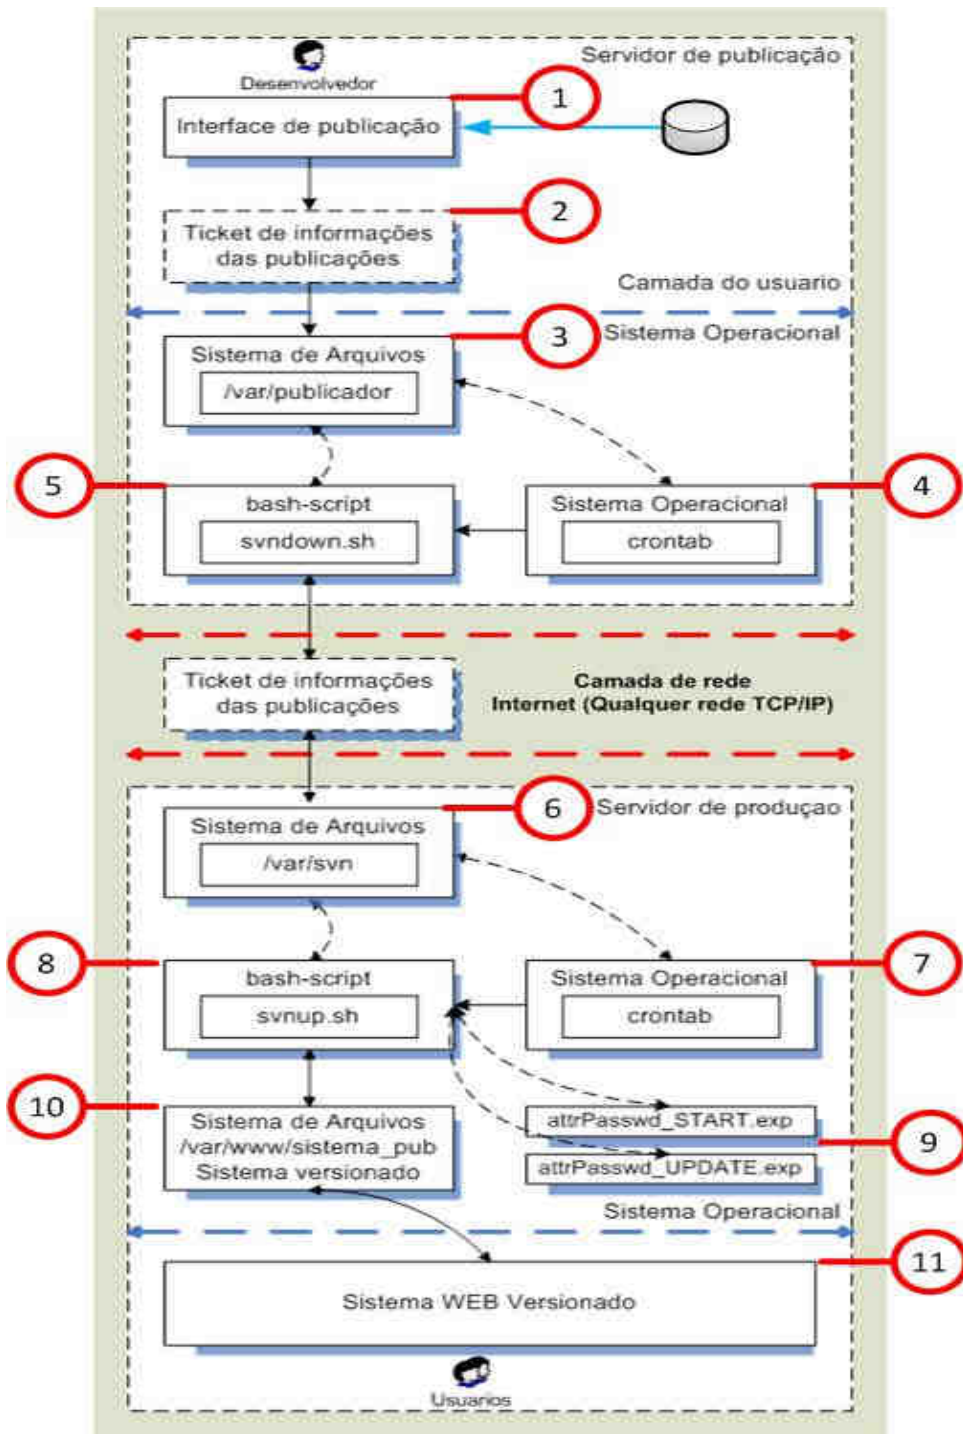 Servidor de publicação
Desenvolvedor
1
Interface de publicação
2
Ticket de informações
das publicações
Camada do usuario
3
Sistema Operacional
Sistema de Arquivos
/var/publicador
5
4
bash-script
svndown.sh
Sistema Operacional
crontab
Ticket de informações
das publicações
Camada de rede
Internet (Qualquer rede TCP/IP)
6
Servidor de produçao
Sistema de Arquivos
/var/svn
8
7
bash-script
svnup.sh
Sistema Operacional
crontab
10
Sistema de Arquivos
/var/www/sistema_pub
Sistema versionado
attrPasswd_START.exp
9
attrPasswd_UPDATE.exp
Sistema Operacional
11
Sistema WEB Versionado
Usuarios